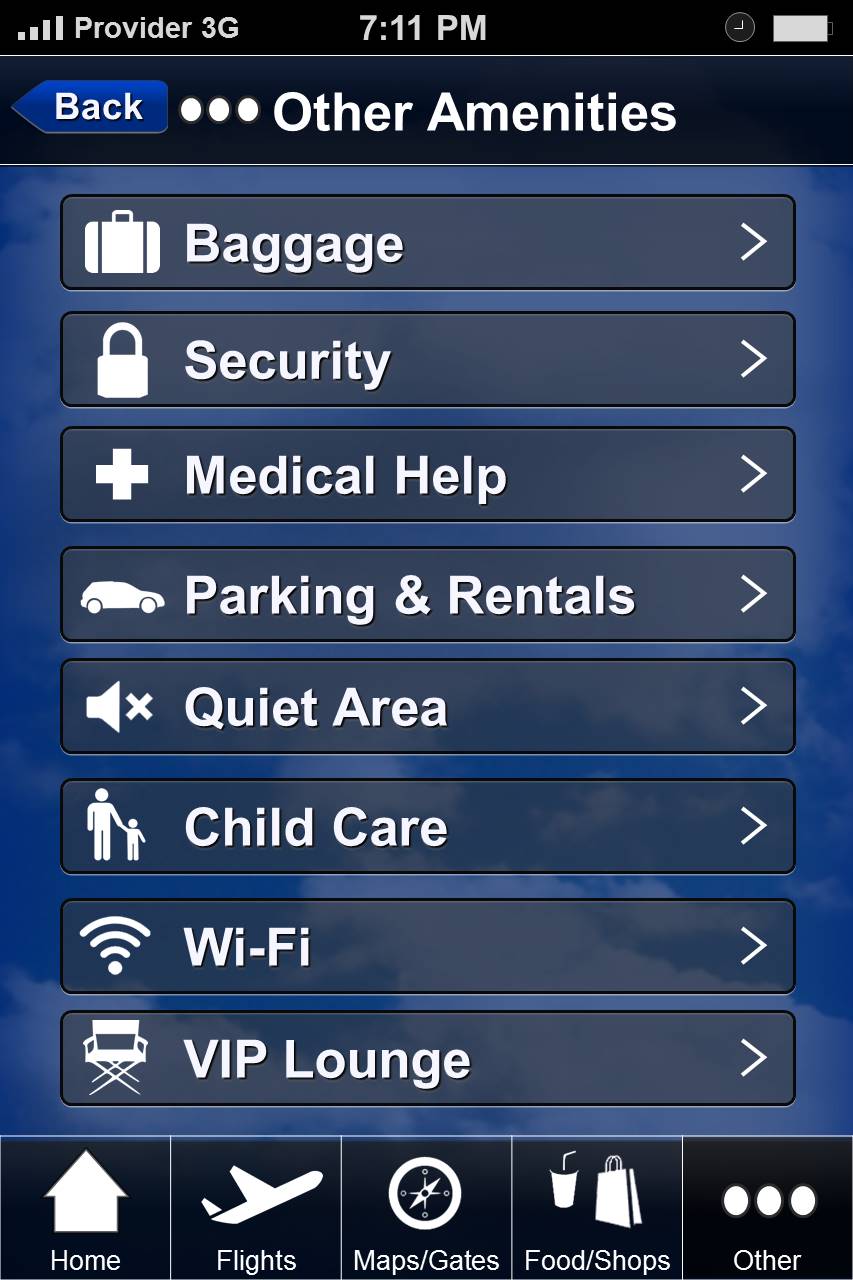 Provider 3G 7:11 PM
Back Other Amenities
Baggage
Security
Medical Help
Parking & Rentals
Quiet Area
Child Care
Wi-Fi
VIP Lounge
Home Flights Maps/Gates Food/Shops Other